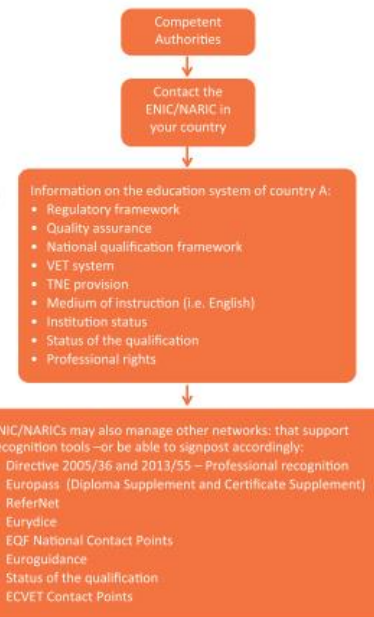 Competent
Authorities
Contact the
ENIC/NARIC in
your country
Information on the education system of country A:
• Regulatory framework
• Quality assurance
• National qualification framework
• VET system
• TNE provision
• Medium of instruction (i.e. English)
• Institution status
• Status of the qualification
• Professional rights
NIC/NARICs may also manage other networks: that support
ecognition tools –or be able to signpost accordingly:
Directive 2005/36 and 2013/55 – Professional recognition
Europass (Diploma Supplement and Certificate Supplement)
ReferNet
Eurydice
EQF National Contact Points
Euroguidance
Status of the qualification
ECVET Contact Points